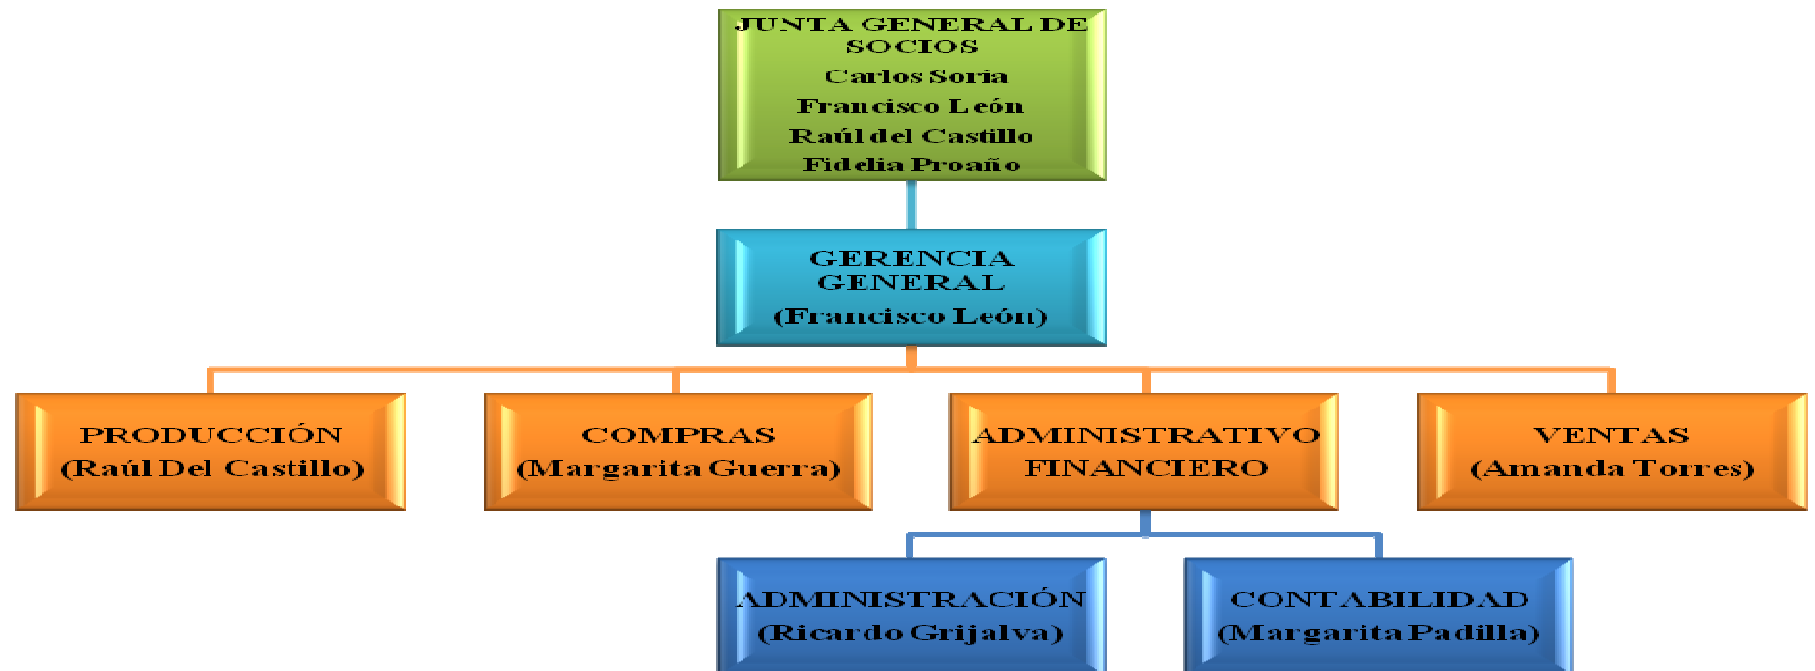 JUNTA GENERAL DE
SOCIOS
Carlos Soria
Francisco León
Raúl del Castillo
Fidelia Proaño
GERENCIA
GENERAL
(Francisco León)
PRODUCCIÓN
(Raúl Del Castillo)
COMPRAS
(Margarita Guerra)
ADMINISTRATIVO
FINANCIERO
VENTAS
(Amanda Torres)
ADMINISTRACIÓN
(Ricardo Grijalva)
CONTABILIDAD
(Margarita Padilla)